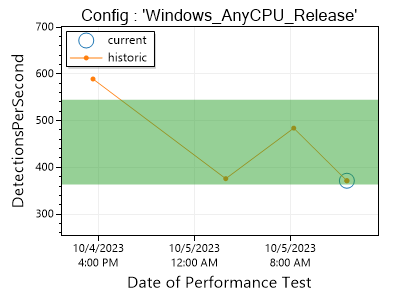 Config : 'Windows_AnyCPU_Release'
700
current
historic
600
500
400
300
DetectionsPerSecond
10/4/2023 10/5/2023 10/5/2023
4:00 PM 12:00 AM 8:00 AM
Date of Performance Test